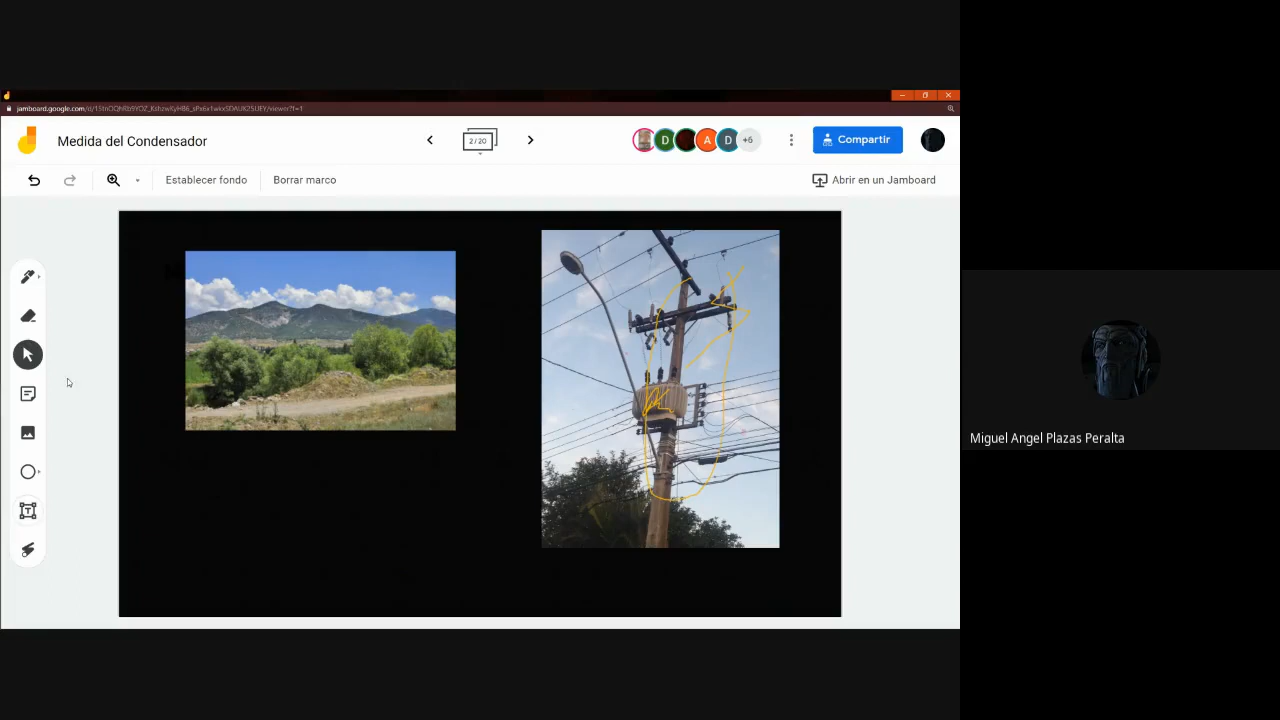 Medida del Condensador
2/20
D
A
D
+6
Compartir
Establecer fondo
Borrar marco
Abrir en un Jamboard
Miguel Angel Plazas Peralta